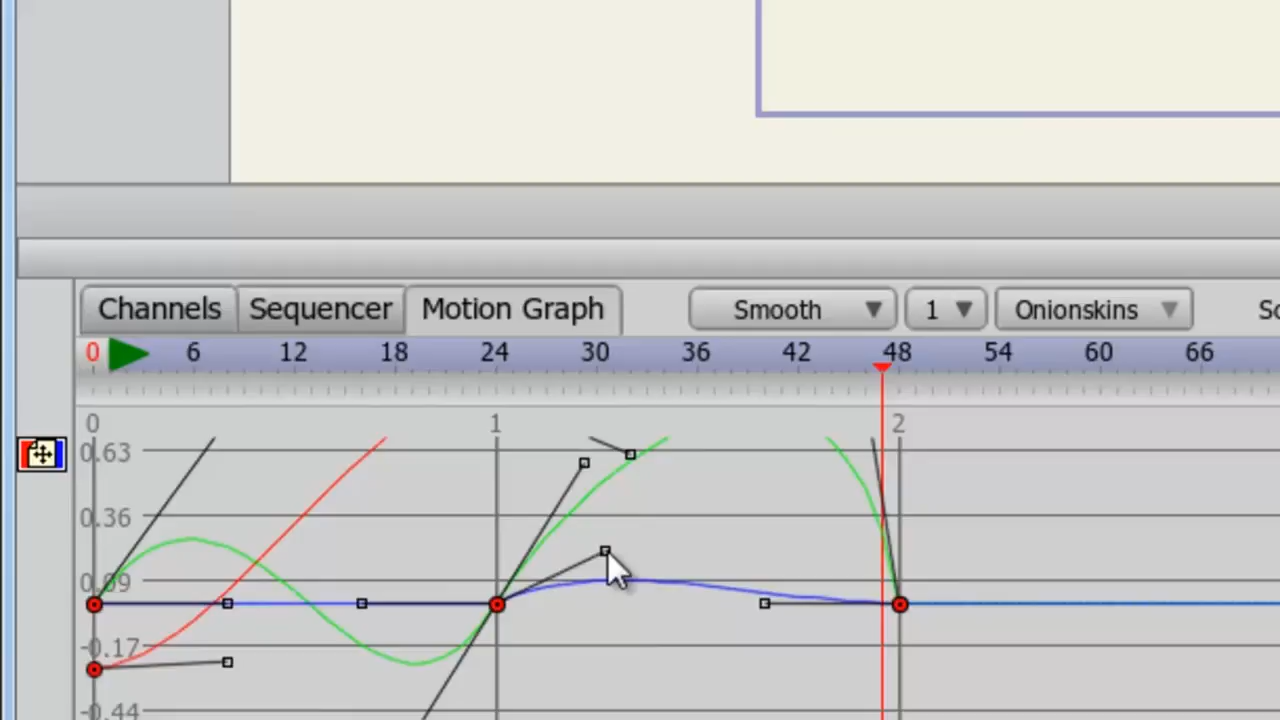 Channels Sequencer Motion Graph Smooth 1 Onionskins
0 6 12 18 24 30 36 42 48 54 60 66
0 1 2
0.63
0.36
0.09
-0.17
-0.44